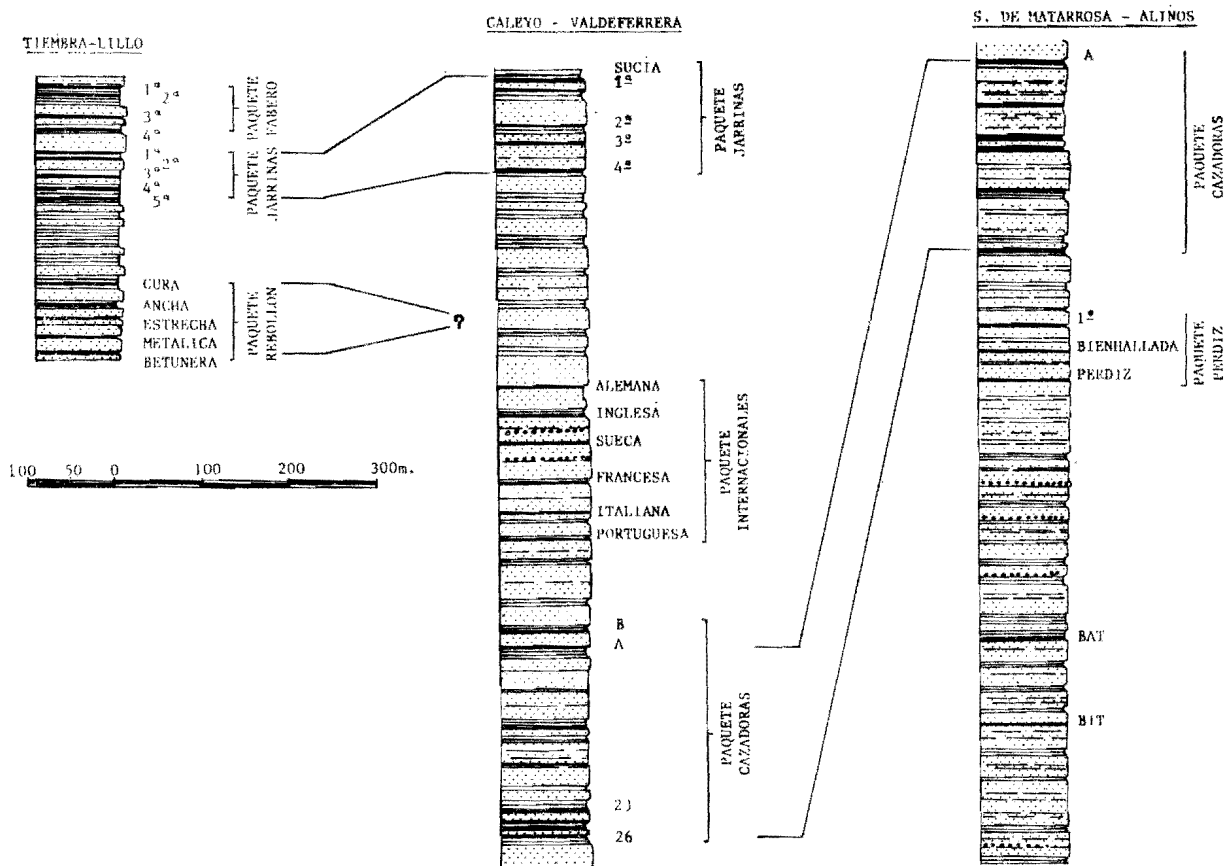 TIEMBRA-LILLO
1ª
2ª
3ª
4ª
PAQUETE
FABERO
1ª
2ª
3ª
4ª
5ª
PAQUETE
JARRINAS
CURA
ANCHA
ESTRECHA
METALICA
BETUNERA
PAQUETE
REBOLLON
?
100 50 0 100 200 300m.
CALEYO - VALDEFERRERA
SUCIA
1ª
2ª
3ª
4ª
PAQUETE
JARRINAS
ALEMANA
INGLESA
SUECA
FRANCESA
ITALIANA
PORTUGUESA
PAQUETE
INTERNACIONALES
B
A
23
26
PAQUETE
CAZADORAS
S. DE MATARROSA - ALINOS
A
PAQUETE
CAZADORAS
1ª
BIENHALLADA
PERDIZ
PAQUETE
PERDIZ
BAT
BIT